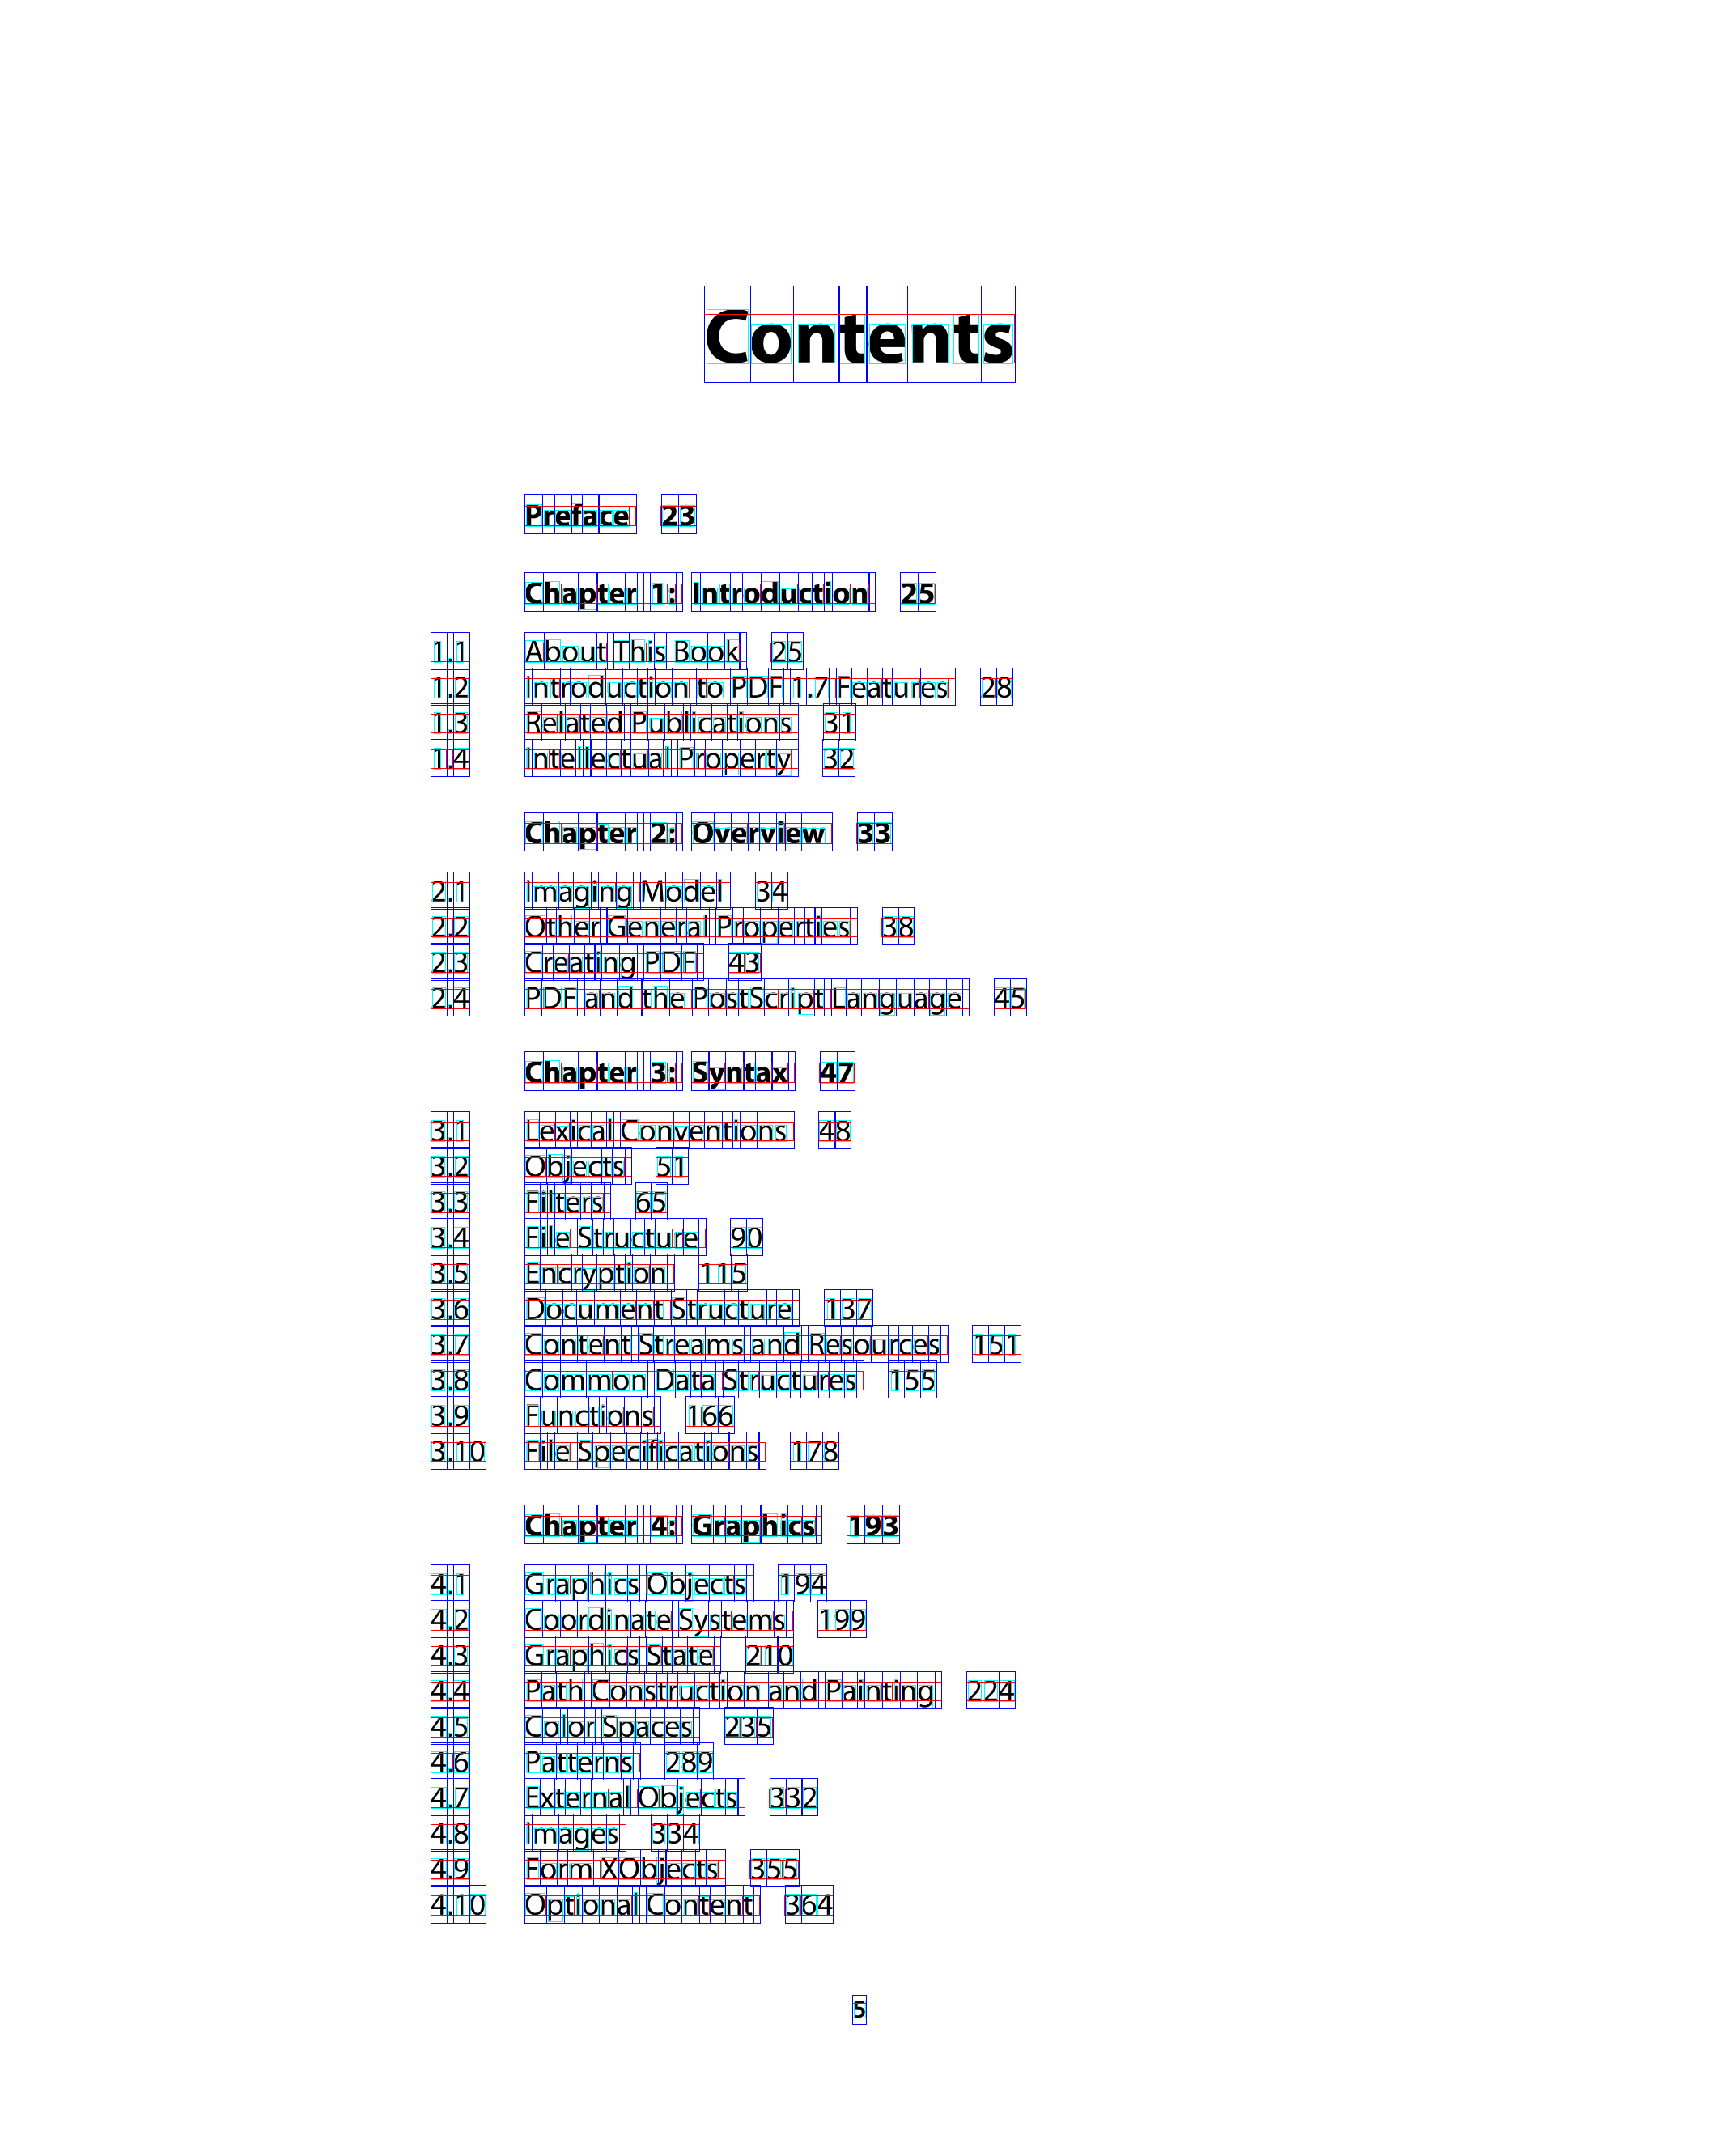 Contents
Preface 23
Chapter 1: Introduction 25
1.1 About This Book 25
1.2 Introduction to PDF 1.7 Features 28
1.3 Related Publications 31
1.4 Intellectual Property 32
Chapter 2: Overview 33
2.1 Imaging Model 34
2.2 Other General Properties 38
2.3 Creating PDF 43
2.4 PDF and the PostScript Language 45
Chapter 3: Syntax 47
3.1 Lexical Conventions 48
3.2 Objects 51
3.3 Filters 65
3.4 File Structure 90
3.5 Encryption 115
3.6 Document Structure 137
3.7 Content Streams and Resources 151
3.8 Common Data Structures 155
3.9 Functions 166
3.10 File Specifications 178
Chapter 4: Graphics 193
4.1 Graphics Objects 194
4.2 Coordinate Systems 199
4.3 Graphics State 210
4.4 Path Construction and Painting 224
4.5 Color Spaces 235
4.6 Patterns 289
4.7 External Objects 332
4.8 Images 334
4.9 Form XObjects 355
4.10 Optional Content 364
5